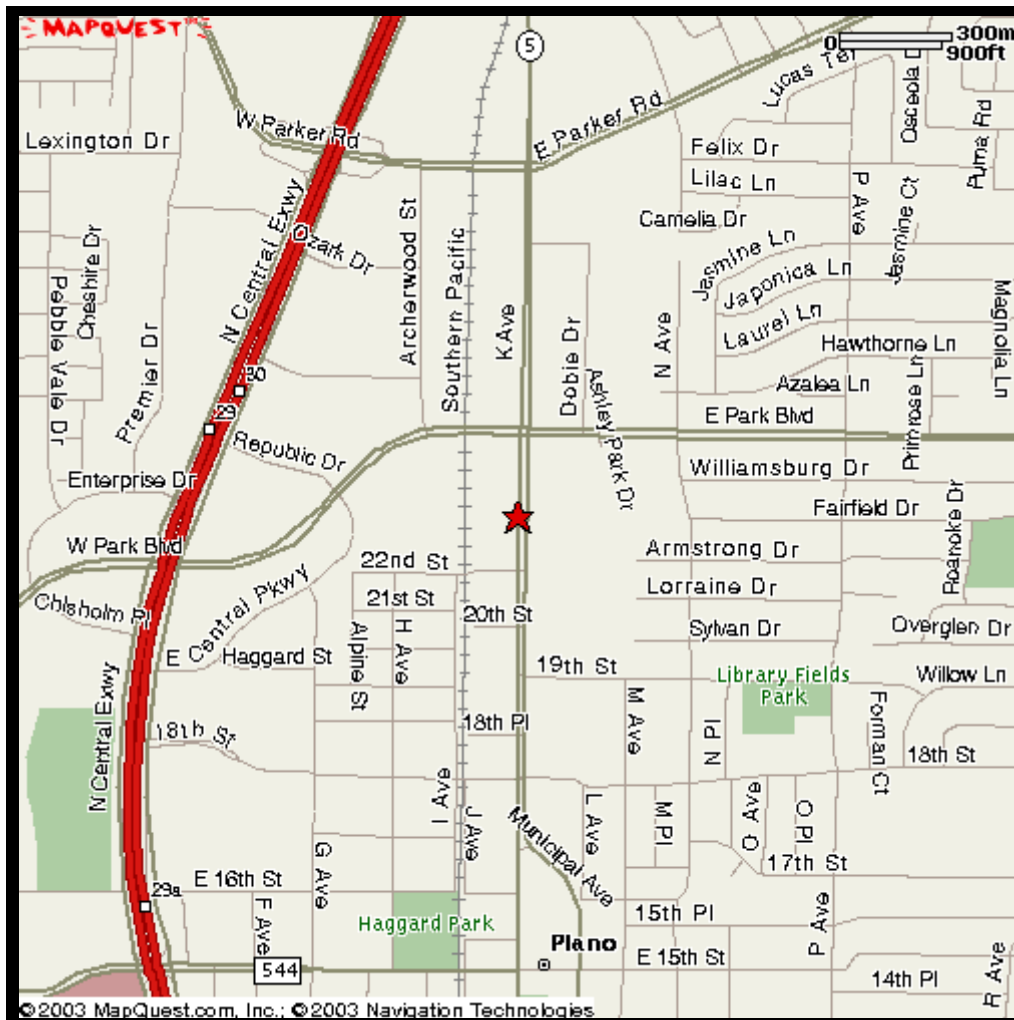 MAPQUEST
5
0
300m
900ft
Lucas Ter
Osceola D
Puma Rd
W Parker Rd
E Parker Rd
Lexington Dr
Felix Dr
Lilac Ln
P Ave
Jasmine Ct
Camelia Dr
N Central Exwy
Ozark Dr
Archerwood St
Southern Pacific
K Ave
Jasmine Ln
Japonica Ln
Laurel Ln
Magnolia Ln
Cheshire Dr
Pebble Vale Dr
Premier Dr
Dobie Dr
N Ave
Hawthorne Ln
Azalea Ln
Primrose Ln
30
29
Ashley Park Dr
E Park Blvd
Republic Dr
Enterprise Dr
Williamsburg Dr
Fairfield Dr
Roanoke Dr
W Park Blvd
22nd St
Armstrong Dr
Chisholm Pl
E Central Pkwy
21st St
20th St
Lorraine Dr
Alpine St
H Ave
Sylvan Dr
Overglen Dr
Haggard St
19th St
Library Fields
Park
Willow Ln
N Central Exwy
18th St
18th Pl
M Ave
N Pl
Forman Ct
18th St
I Ave
J Ave
L Ave
Municipal Ave
M Pl
O Ave
O Pl
G Ave
17th St
E 16th St
29a
F Ave
Haggard Park
15th Pl
P Ave
Plano
E 15th St
544
14th Pl
R Ave
©2003 MapQuest.com, Inc.; ©2003 Navigation Technologies